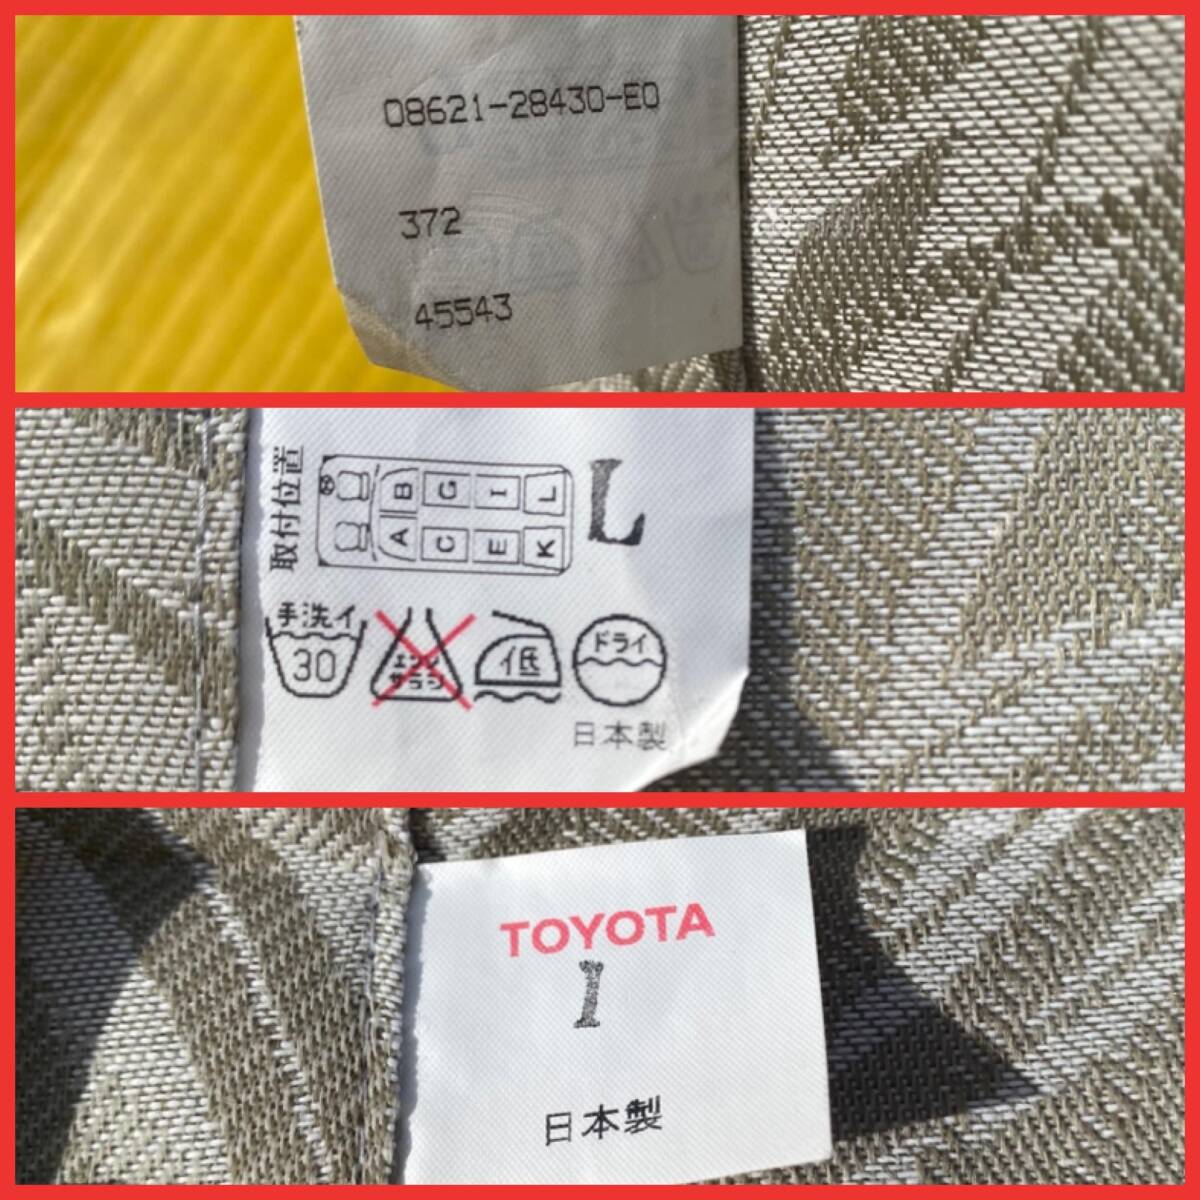 08621-28430-E0
372
45543
取付位置
B G I L
A C E K
L
手洗イ
30
エンソ
サラシ
低
ドライ
日本製
TOYOTA
I
日本製